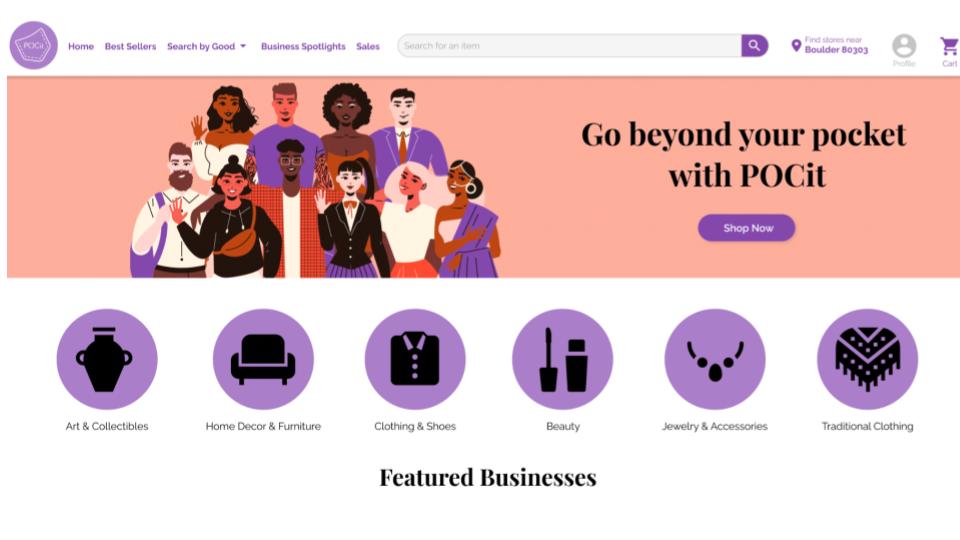 POCit
Home Best Sellers Search by Good Business Spotlights Sales
Search for an item
Find stores near
Boulder 80303
Profile
Cart
Go beyond your pocket
with POCit
Shop Now
Art & Collectibles
Home Decor & Furniture
Clothing & Shoes
Beauty
Jewelry & Accessories
Traditional Clothing
Featured Businesses